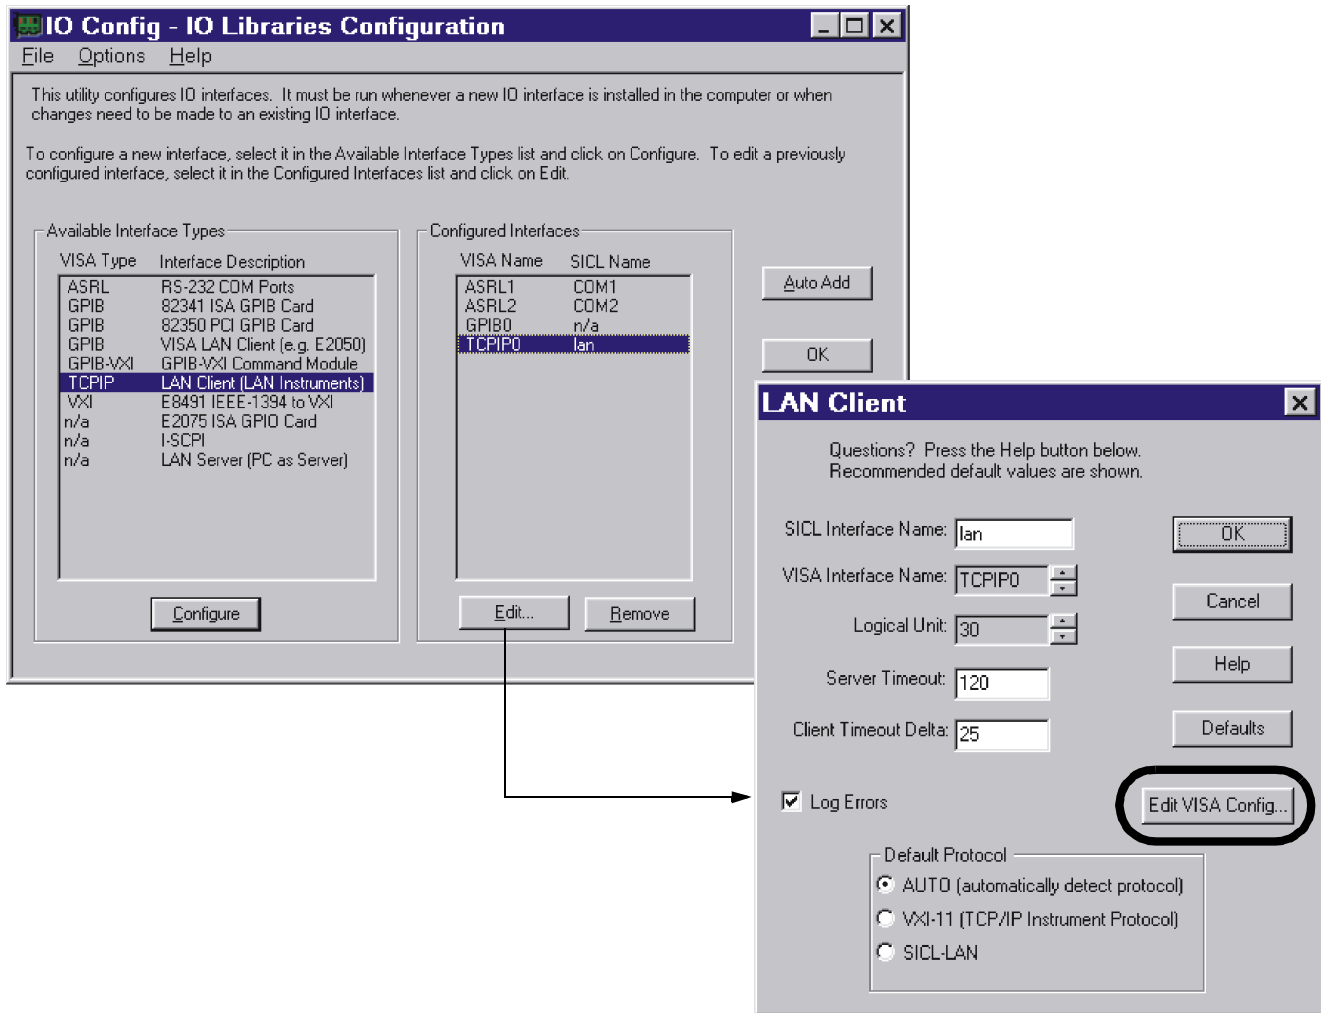 IO Config - IO Libraries Configuration
File Options Help
This utility configures IO interfaces. It must be run whenever a new IO interface is installed in the computer or when
changes need to be made to an existing IO interface.
To configure a new interface, select it in the Available Interface Types list and click on Configure. To edit a previously
configured interface, select it in the Configured Interfaces list and click on Edit.
Available Interface Types
VISA Type Interface Description
ASRL RS-232 COM Ports
GPIB 82341 ISA GPIB Card
GPIB 82350 PCI GPIB Card
GPIB VISA LAN Client (e.g. E2050)
GPIB-VXI GPIB-VXI Command Module
TCPIP LAN Client (LAN Instruments)
VXI E8491 IEEE-1394 to VXI
n/a E2075 ISA GPIO Card
n/a I-SCPI
n/a LAN Server (PC as Server)
Configure
Configured Interfaces
VISA Name SICL Name
ASRL1 COM1
ASRL2 COM2
GPIB0 n/a
TCPIP0 lan
Edit... Remove
Auto Add
OK
LAN Client
Questions? Press the Help button below.
Recommended default values are shown.
SICL Interface Name: lan
VISA Interface Name: TCPIP0
Logical Unit: 30
Server Timeout: 120
Client Timeout Delta: 25
OK
Cancel
Help
Defaults
Log Errors
Edit VISA Config...
Default Protocol
AUTO (automatically detect protocol)
VXI-11 (TCP/IP Instrument Protocol)
SICL-LAN